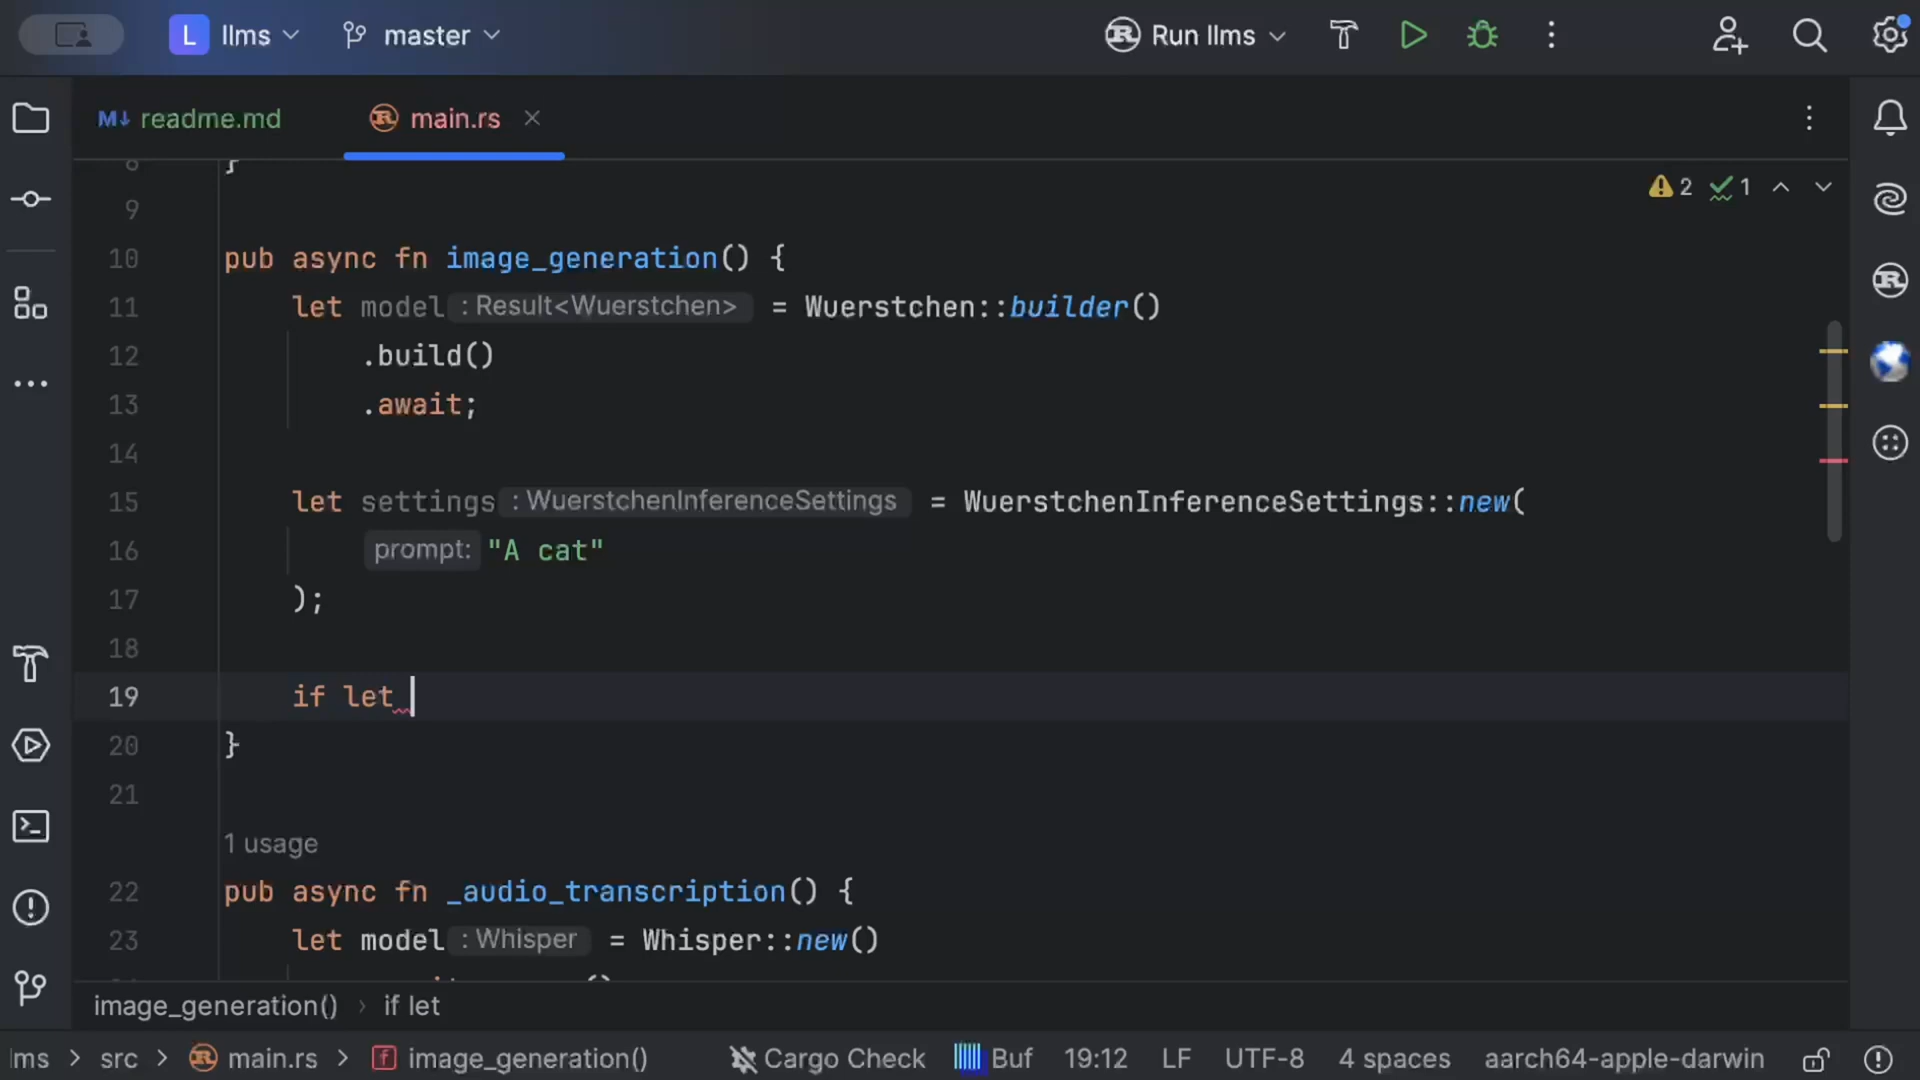 L llms master Run llms
M↓ readme.md main.rs
8 }
2 1
9
10 pub async fn image_generation() {
11 let model : Result<Wuerstchen> = Wuerstchen::builder()
12 .build()
13 .await;
14
15 let settings : WuerstchenInferenceSettings = WuerstchenInferenceSettings::new(
16 prompt: "A cat"
17 );
18
19 if let
20 }
21
1 usage
22 pub async fn _audio_transcription() {
23 let model : Whisper = Whisper::new()
image_generation() > if let
lms > src > main.rs > f image_generation() Cargo Check Buf 19:12 LF UTF-8 4 spaces aarch64-apple-darwin